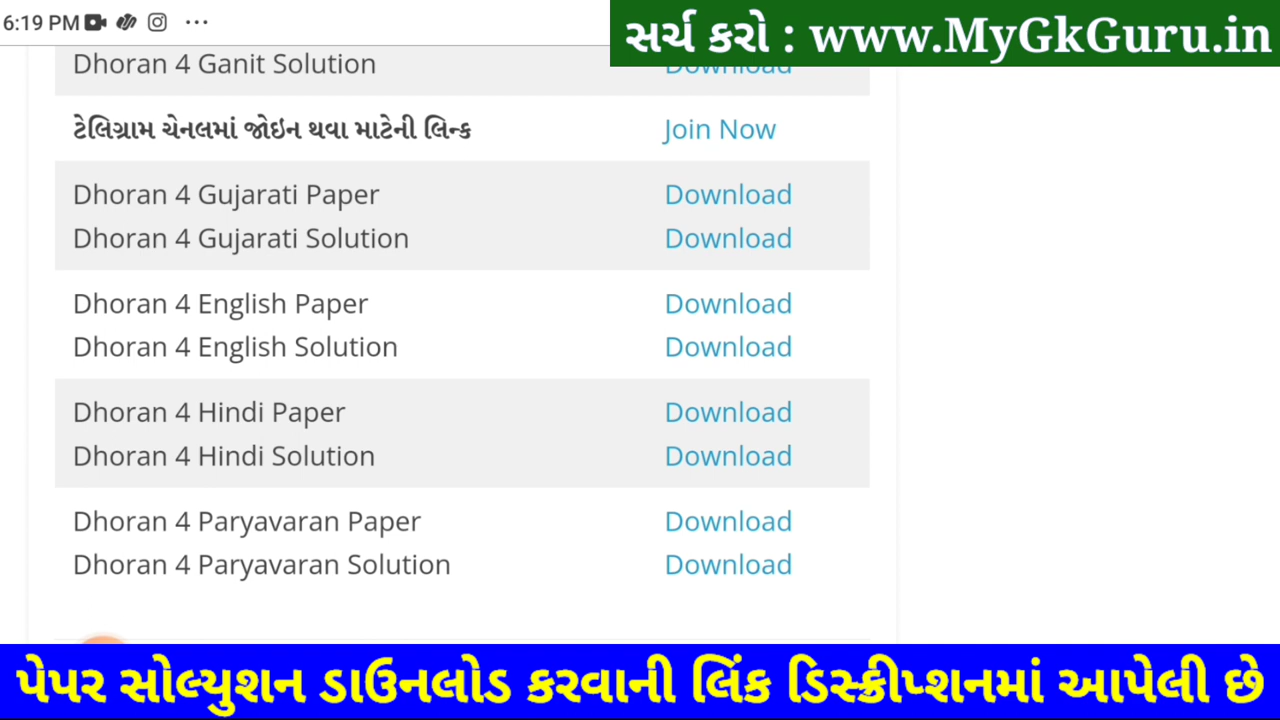 6:19 PM
સર્ચ કરો : www.MyGkGuru.in
Dhoran 4 Ganit Solution Download
ટેલિગ્રામ ચેનલમાં જોઇન થવા માટેની લિન્ક Join Now
Dhoran 4 Gujarati Paper Download
Dhoran 4 Gujarati Solution Download
Dhoran 4 English Paper Download
Dhoran 4 English Solution Download
Dhoran 4 Hindi Paper Download
Dhoran 4 Hindi Solution Download
Dhoran 4 Paryavaran Paper Download
Dhoran 4 Paryavaran Solution Download
પેપર સોલ્યુશન ડાઉનલોડ કરવાની લિંક ડિસ્ક્રીપ્શનમાં આપેલી છે